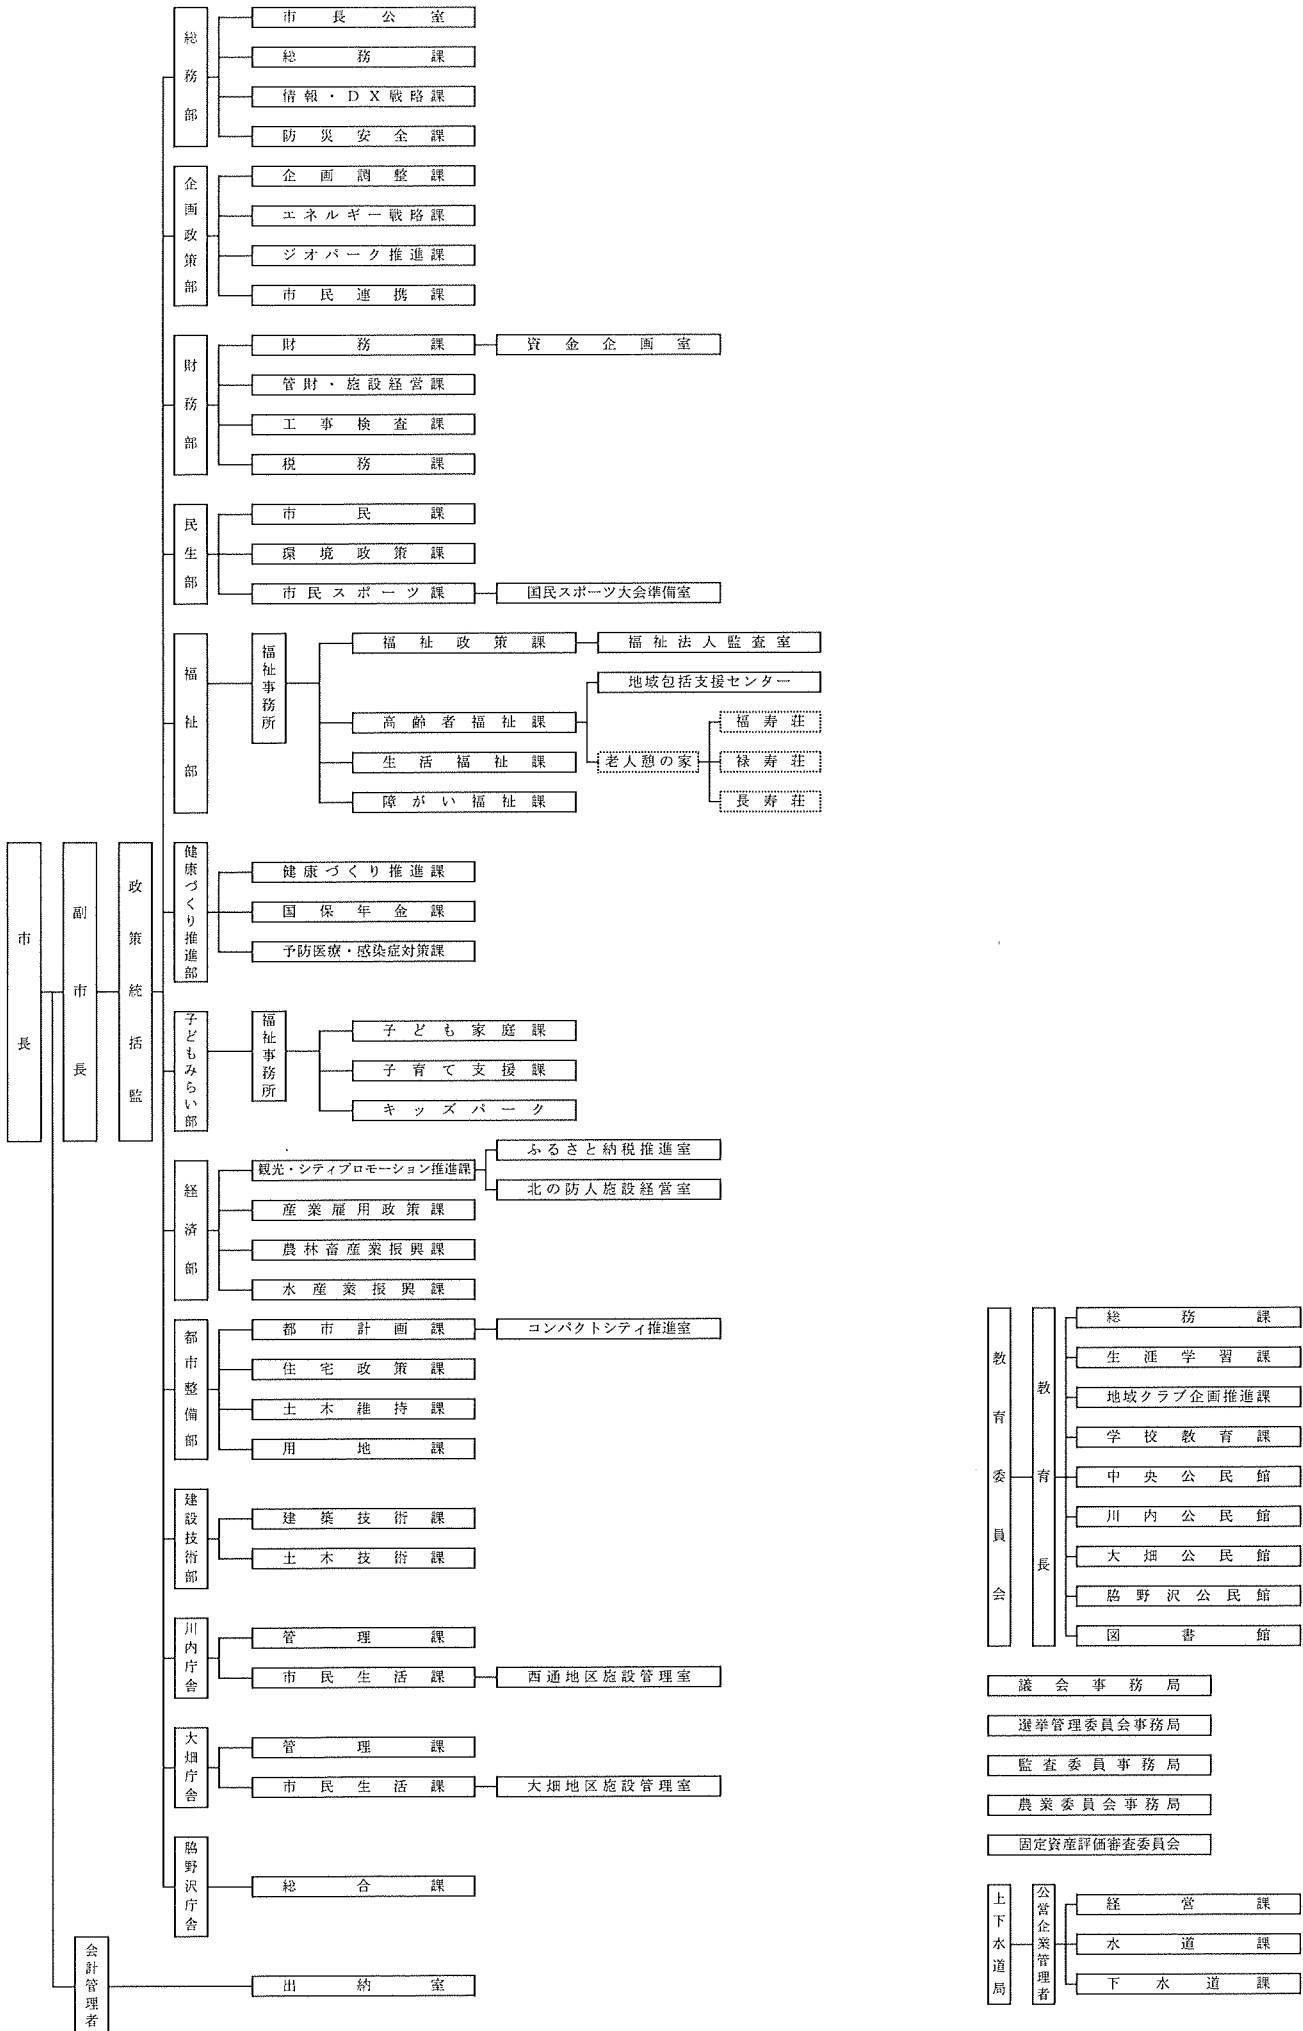 市長
副市長
政策統括監
総務部
市長公室
総務課
情報・DX戦略課
防災安全課
企画政策部
企画調整課
エネルギー戦略課
ジオパーク推進課
市民連携課
財務部
財務課
資金企画室
管財・施設経営課
工事検査課
税務課
民生部
市民課
環境政策課
市民スポーツ課
国民スポーツ大会準備室
福祉部
福祉事務所
福祉政策課
福祉法人監査室
高齢者福祉課
地域包括支援センター
老人憩の家
福寿荘
禄寿荘
長寿荘
生活福祉課
障がい福祉課
健康づくり推進部
健康づくり推進課
国保年金課
予防医療・感染症対策課
子どもみらい部
福祉事務所
子ども家庭課
子育て支援課
キッズパーク
経済部
観光・シティプロモーション推進課
ふるさと納税推進室
北の防人施設経営室
産業雇用政策課
農林畜産業振興課
水産業振興課
都市整備部
都市計画課
コンパクトシティ推進室
住宅政策課
土木維持課
用地課
建設技術部
建築技術課
土木技術課
川内庁舎
管理課
市民生活課
西通地区施設管理室
大畑庁舎
管理課
市民生活課
大畑地区施設管理室
脇野沢庁舎
総合課
会計管理者
出納室
教育委員会
教育長
総務課
生涯学習課
地域クラブ企画推進課
学校教育課
中央公民館
川内公民館
大畑公民館
脇野沢公民館
図書館
議会事務局
選挙管理委員会事務局
監査委員事務局
農業委員会事務局
固定資産評価審査委員会
上下水道局
公営企業管理者
経営課
水道課
下水道課